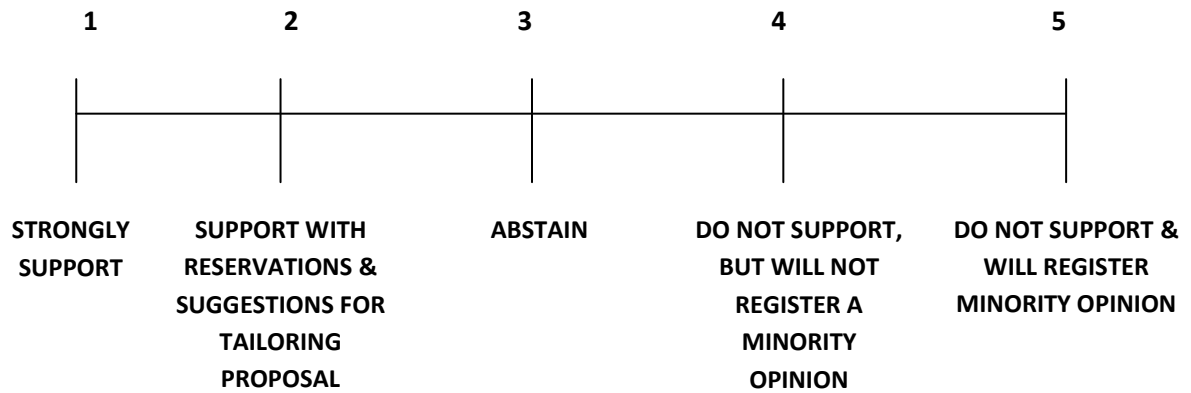 1 2 3 4 5
STRONGLY
SUPPORT
SUPPORT WITH
RESERVATIONS &
SUGGESTIONS FOR
TAILORING
PROPOSAL
ABSTAIN
DO NOT SUPPORT,
BUT WILL NOT
REGISTER A
MINORITY
OPINION
DO NOT SUPPORT &
WILL REGISTER
MINORITY OPINION